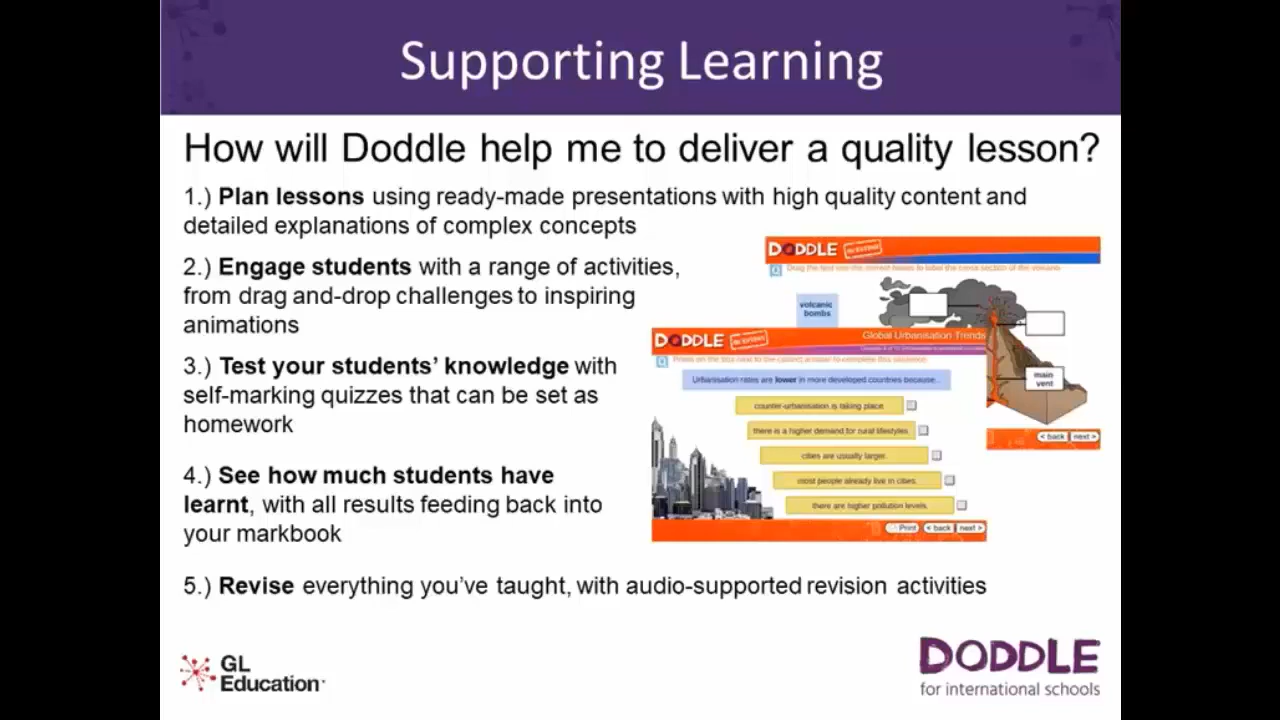 Supporting Learning
How will Doddle help me to deliver a quality lesson?
1.) Plan lessons using ready-made presentations with high quality content and
detailed explanations of complex concepts
2.) Engage students with a range of activities,
from drag and-drop challenges to inspiring
animations
3.) Test your students’ knowledge with
self-marking quizzes that can be set as
homework
4.) See how much students have
learnt, with all results feeding back into
your markbook
5.) Revise everything you’ve taught, with audio-supported revision activities
DODDLE
Q
volcanic
bombs
main
vent
< back next >
DODDLE
Global Urbanisation Trends
Q
Urbanisation rates are lower in more developed countries because...
counter-urbanisation is taking place.
there is a higher demand for rural lifestyles.
cities are usually larger.
most people already live in cities.
there are higher pollution levels.
Print < back next >
GL
Education
DODDLE
for international schools